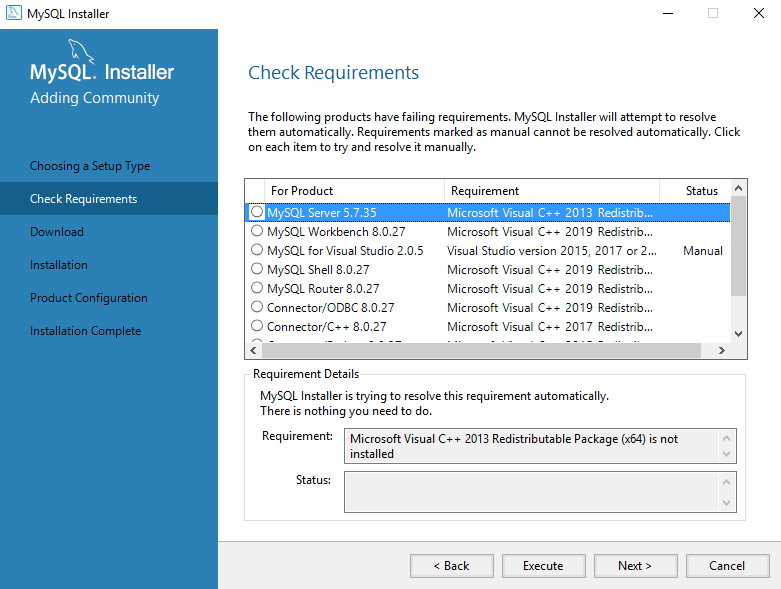 MySQL Installer
MySQL. Installer
Adding Community
Choosing a Setup Type
Check Requirements
Download
Installation
Product Configuration
Installation Complete
Check Requirements
The following products have failing requirements. MySQL Installer will attempt to resolve
them automatically. Requirements marked as manual cannot be resolved automatically. Click
on each item to try and resolve it manually.
For Product Requirement Status
MySQL Server 5.7.35 Microsoft Visual C++ 2013 Redistrib...
MySQL Workbench 8.0.27 Microsoft Visual C++ 2019 Redistrib...
MySQL for Visual Studio 2.0.5 Visual Studio version 2015, 2017 or 2... Manual
MySQL Shell 8.0.27 Microsoft Visual C++ 2019 Redistrib...
MySQL Router 8.0.27 Microsoft Visual C++ 2019 Redistrib...
Connector/ODBC 8.0.27 Microsoft Visual C++ 2019 Redistrib...
Connector/C++ 8.0.27 Microsoft Visual C++ 2017 Redistrib...
Requirement Details
MySQL Installer is trying to resolve this requirement automatically.
There is nothing you need to do.
Requirement: Microsoft Visual C++ 2013 Redistributable Package (x64) is not
installed
Status:
< Back Execute Next > Cancel